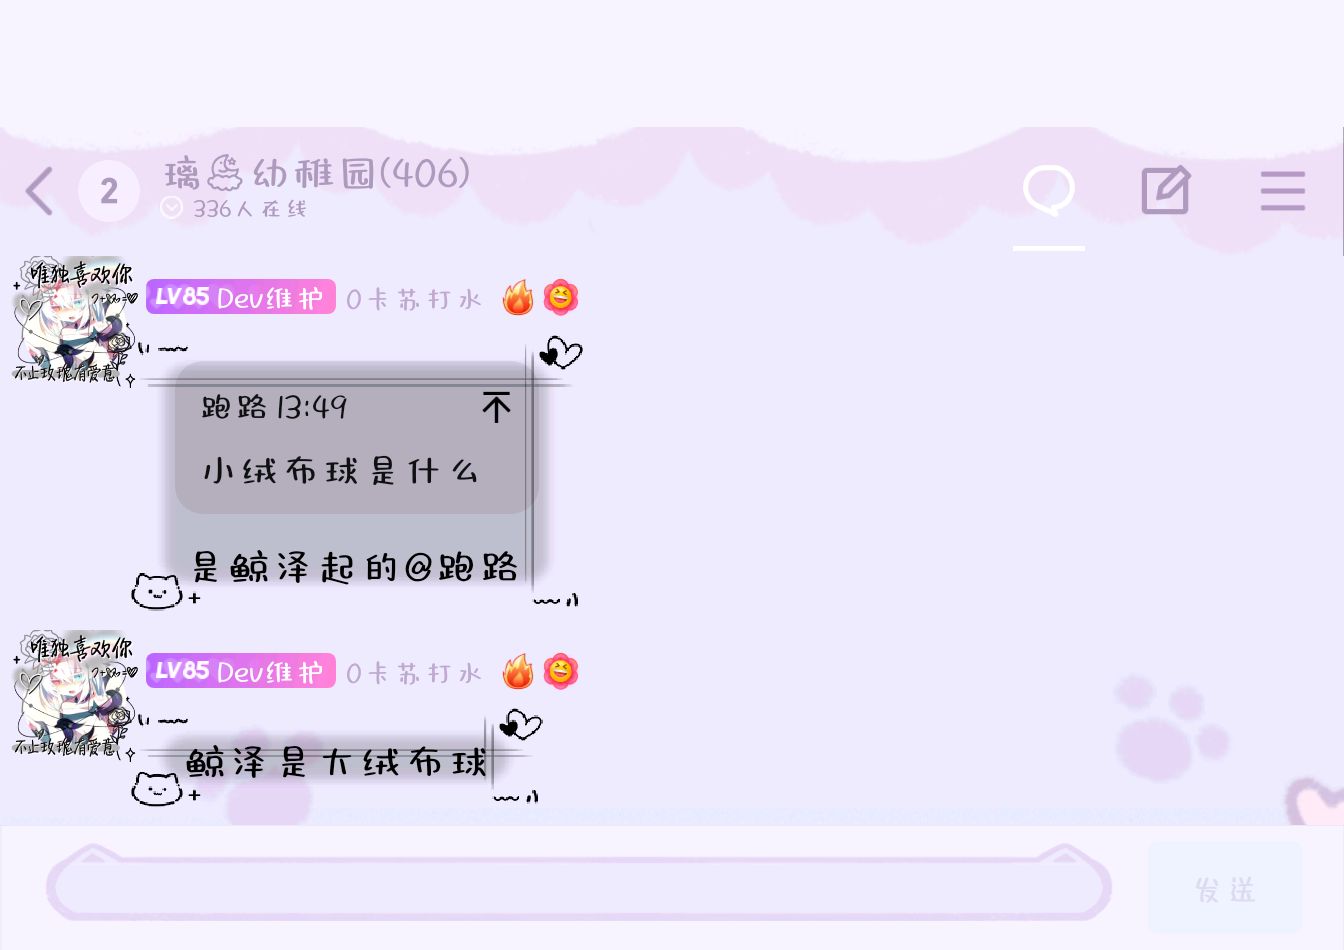 2
璃幼稚园(406)
336人在线
唯独喜欢你
LV85 Dev维护 0卡苏打水
不止玫瑰有爱意
跑路 13:49
小绒布球是什么
是鲸泽起的@跑路
唯独喜欢你
LV85 Dev维护 0卡苏打水
不止玫瑰有爱意
鲸泽是大绒布球
发送